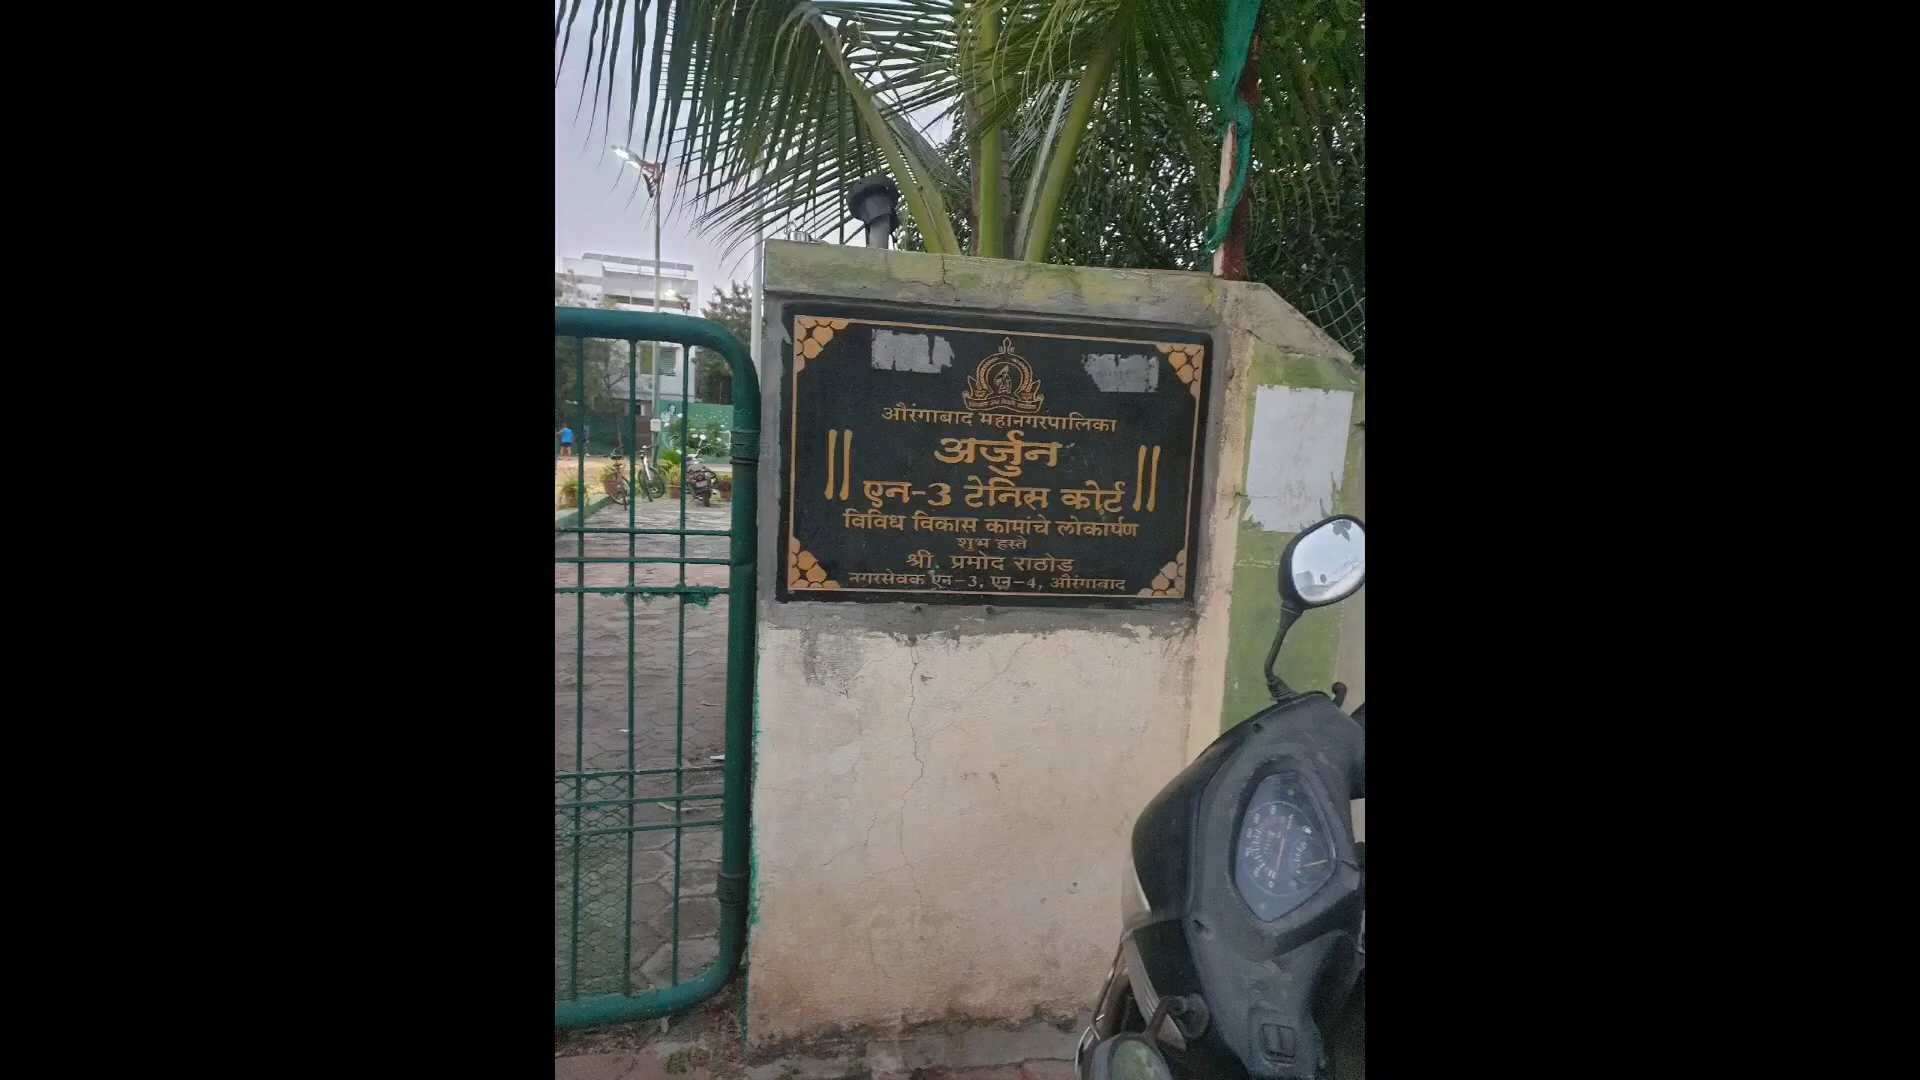 औरंगाबाद महानगरपालिका
अर्जुन
|| एन-3 टेनिस कोर्ट ||
विविध विकास कामांचे लोकार्पण
शुभ हस्ते
श्री. प्रमोद राठोड
नगरसेवक एन-3, एन-4, औरंगाबाद